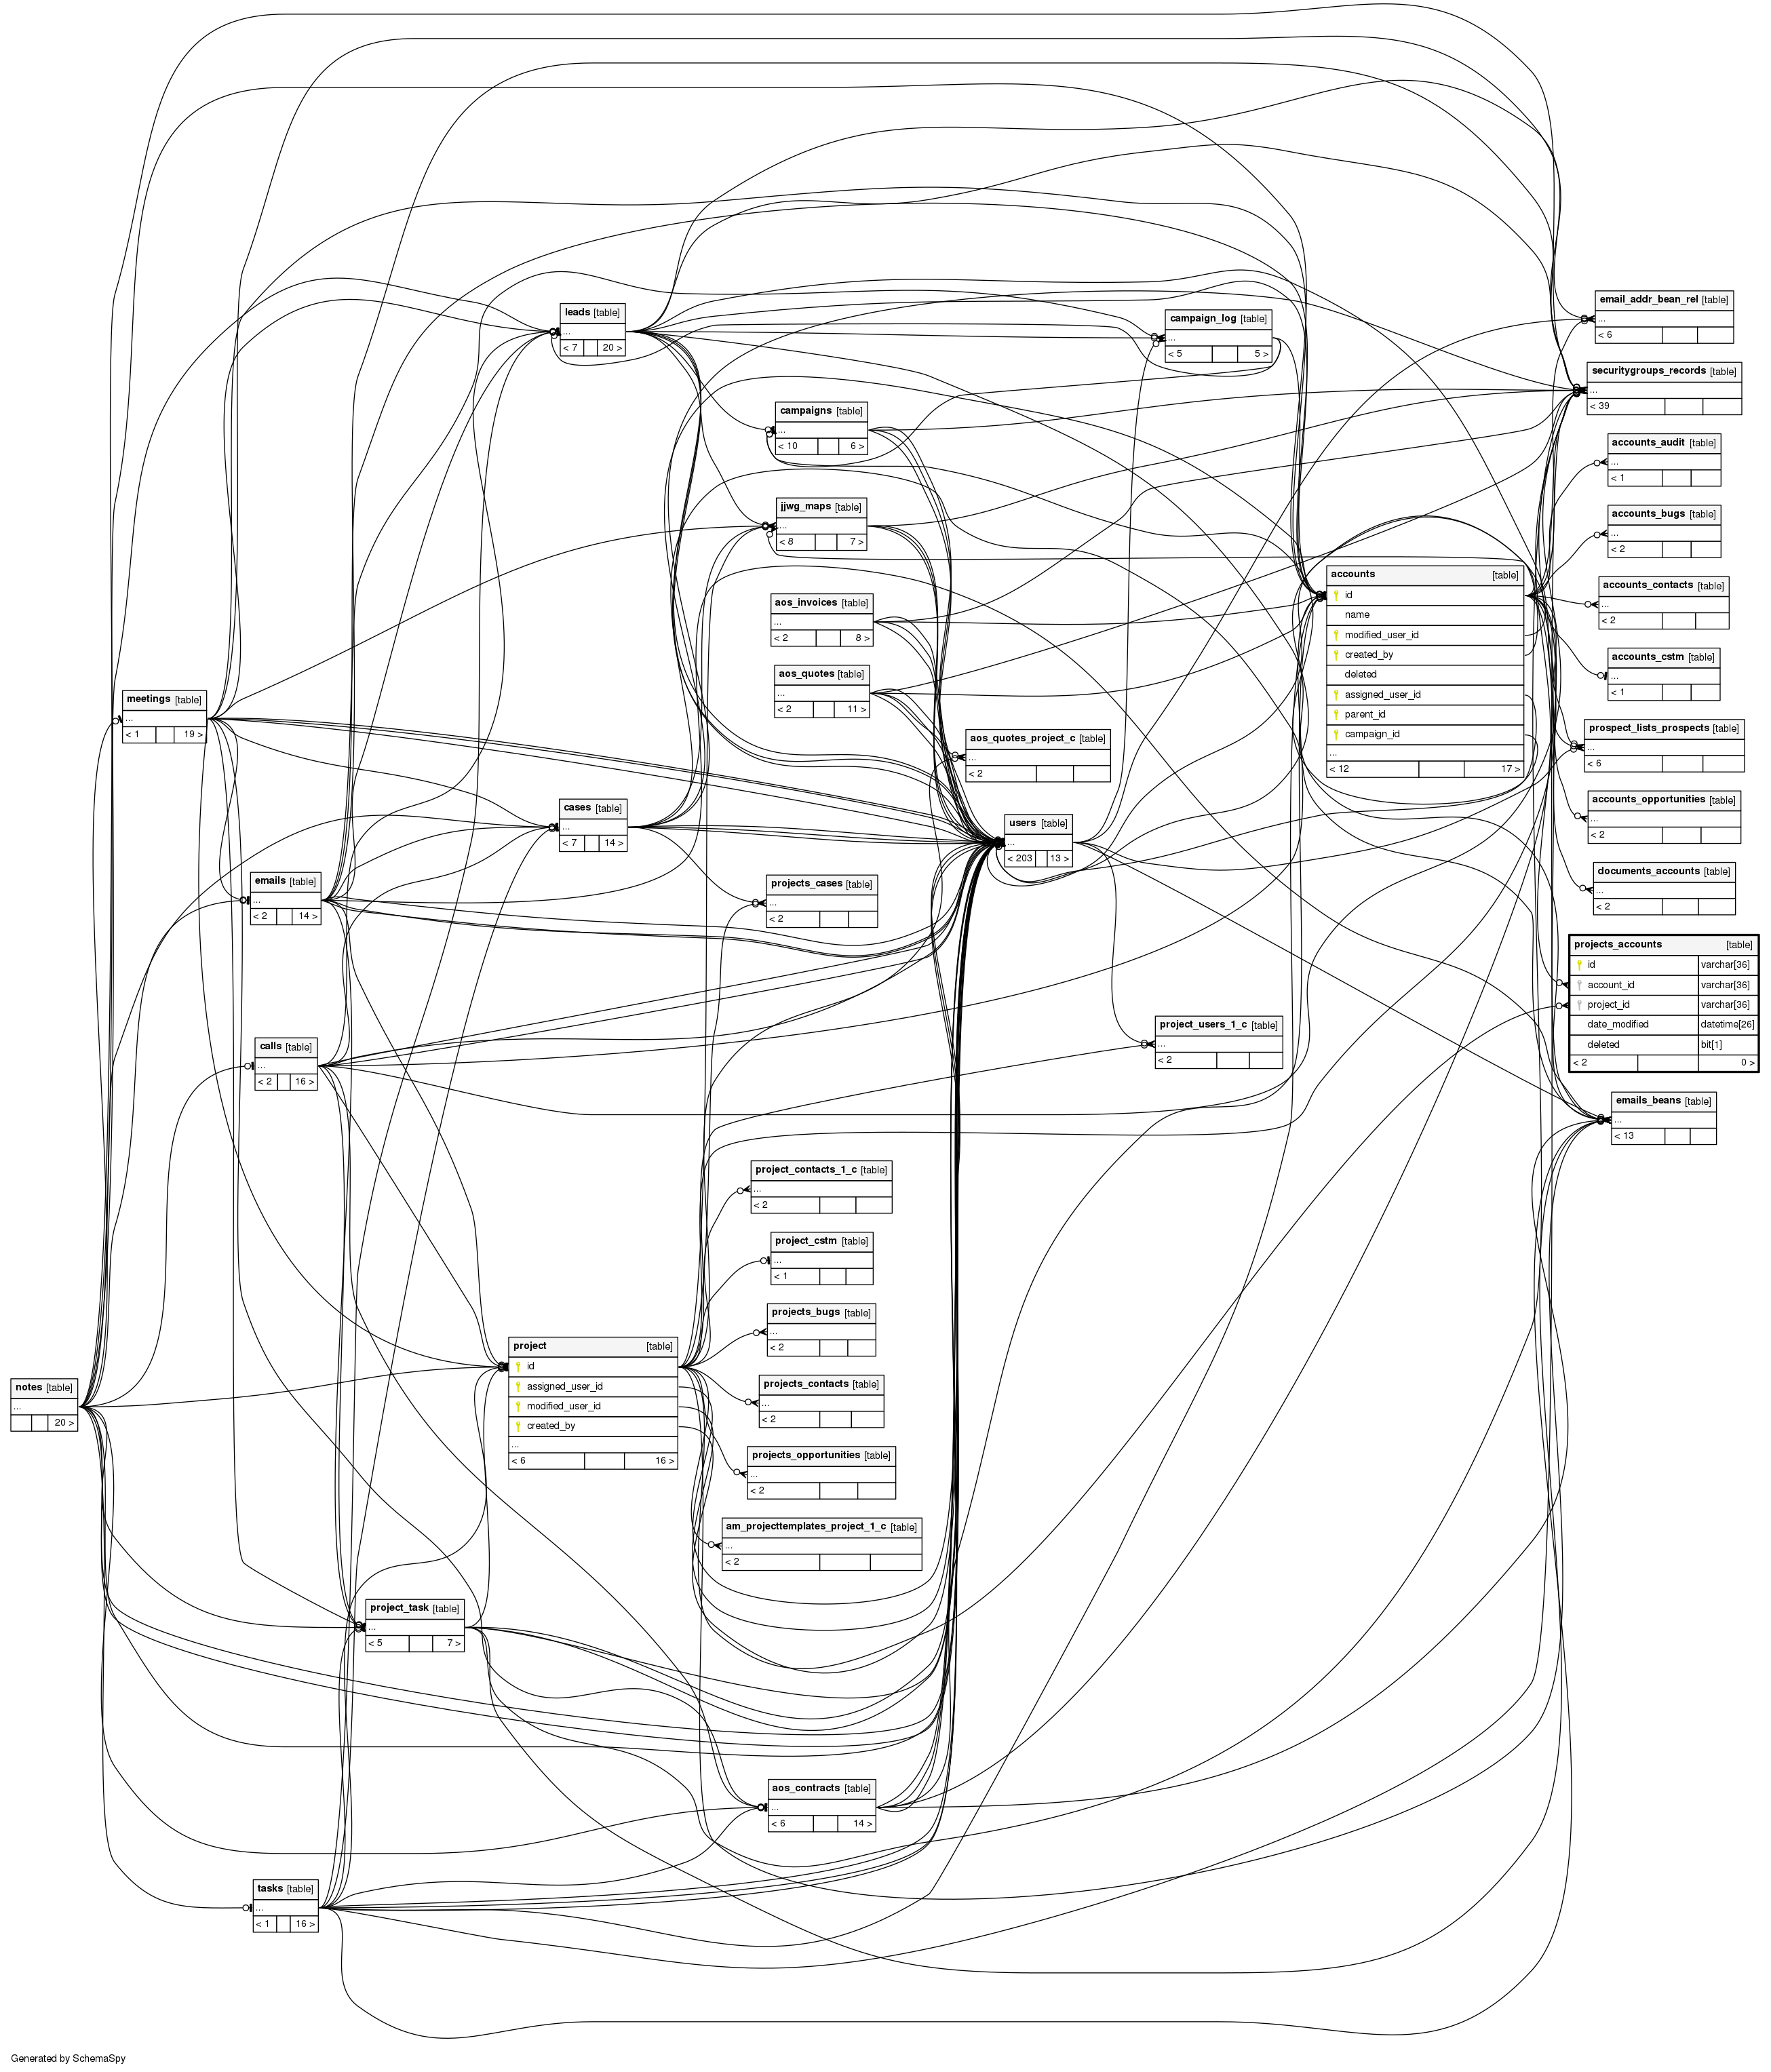 leads [table]
...
< 7 20 >
campaign_log [table]
...
< 5 5 >
email_addr_bean_rel [table]
...
< 6
securitygroups_records [table]
...
< 39
campaigns [table]
...
< 10 6 >
accounts_audit [table]
...
< 1
jjwg_maps [table]
...
< 8 7 >
accounts_bugs [table]
...
< 2
accounts [table]
id
name
modified_user_id
created_by
deleted
assigned_user_id
parent_id
campaign_id
...
< 12 17 >
accounts_contacts [table]
...
< 2
aos_invoices [table]
...
< 2 8 >
accounts_cstm [table]
...
< 1
aos_quotes [table]
...
< 2 11 >
meetings [table]
...
< 1 19 >
prospect_lists_prospects [table]
...
< 6
aos_quotes_project_c [table]
...
< 2
accounts_opportunities [table]
...
< 2
cases [table]
...
< 7 14 >
users [table]
...
< 203 13 >
documents_accounts [table]
...
< 2
emails [table]
...
< 2 14 >
projects_cases [table]
...
< 2
projects_accounts [table]
id varchar[36]
account_id varchar[36]
project_id varchar[36]
date_modified datetime[26]
deleted bit[1]
< 2 0 >
project_users_1_c [table]
...
< 2
calls [table]
...
< 2 16 >
emails_beans [table]
...
< 13
project_contacts_1_c [table]
...
< 2
project_cstm [table]
...
< 1
projects_bugs [table]
...
< 2
project [table]
id
assigned_user_id
modified_user_id
created_by
...
< 6 16 >
projects_contacts [table]
...
< 2
notes [table]
...
20 >
projects_opportunities [table]
...
< 2
am_projecttemplates_project_1_c [table]
...
< 2
project_task [table]
...
< 5 7 >
aos_contracts [table]
...
< 6 14 >
tasks [table]
...
< 1 16 >
Generated by SchemaSpy